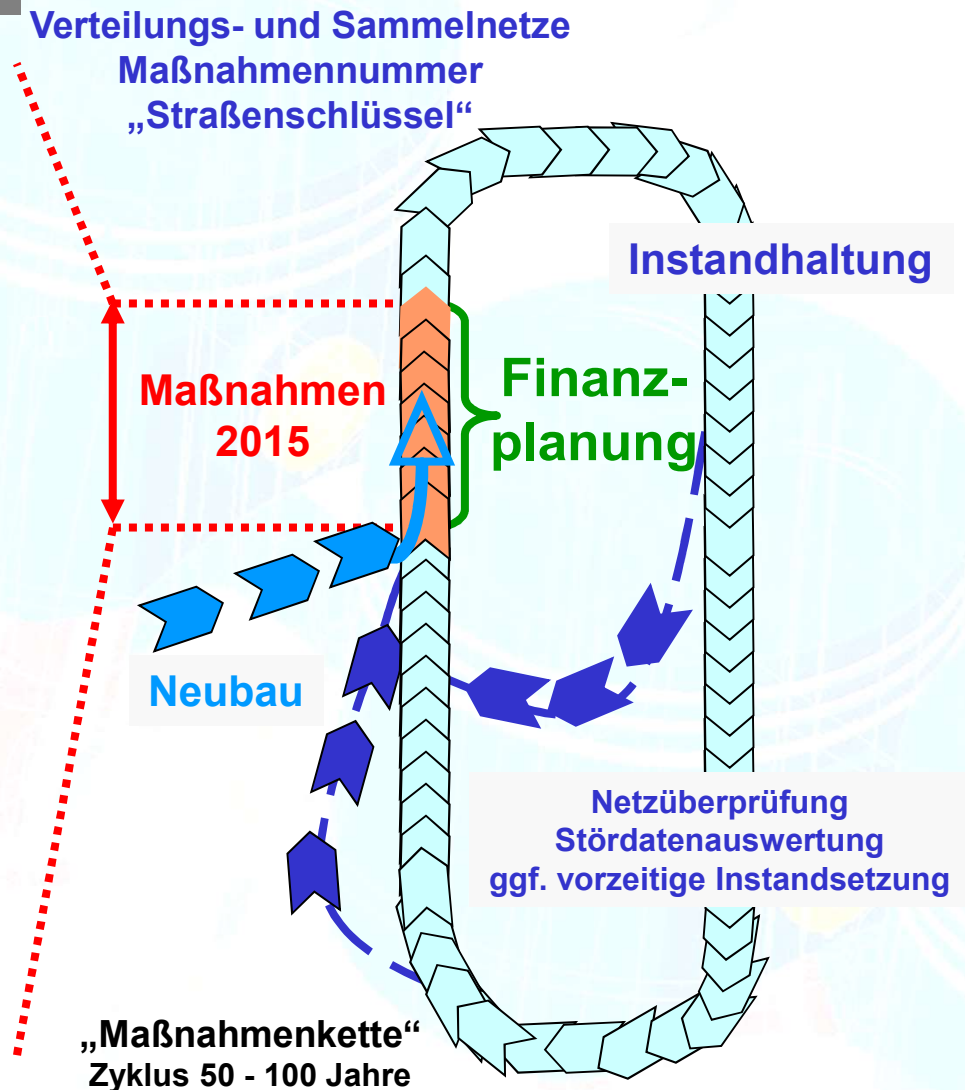 Verteilungs- und Sammelnetze
Maßnahmennummer
„Straßenschlüssel“
Instandhaltung
Maßnahmen
2015
Finanz-
planung
Neubau
Netzüberprüfung
Stördatenauswertung
ggf. vorzeitige Instandsetzung
„Maßnahmenkette“
Zyklus 50 - 100 Jahre